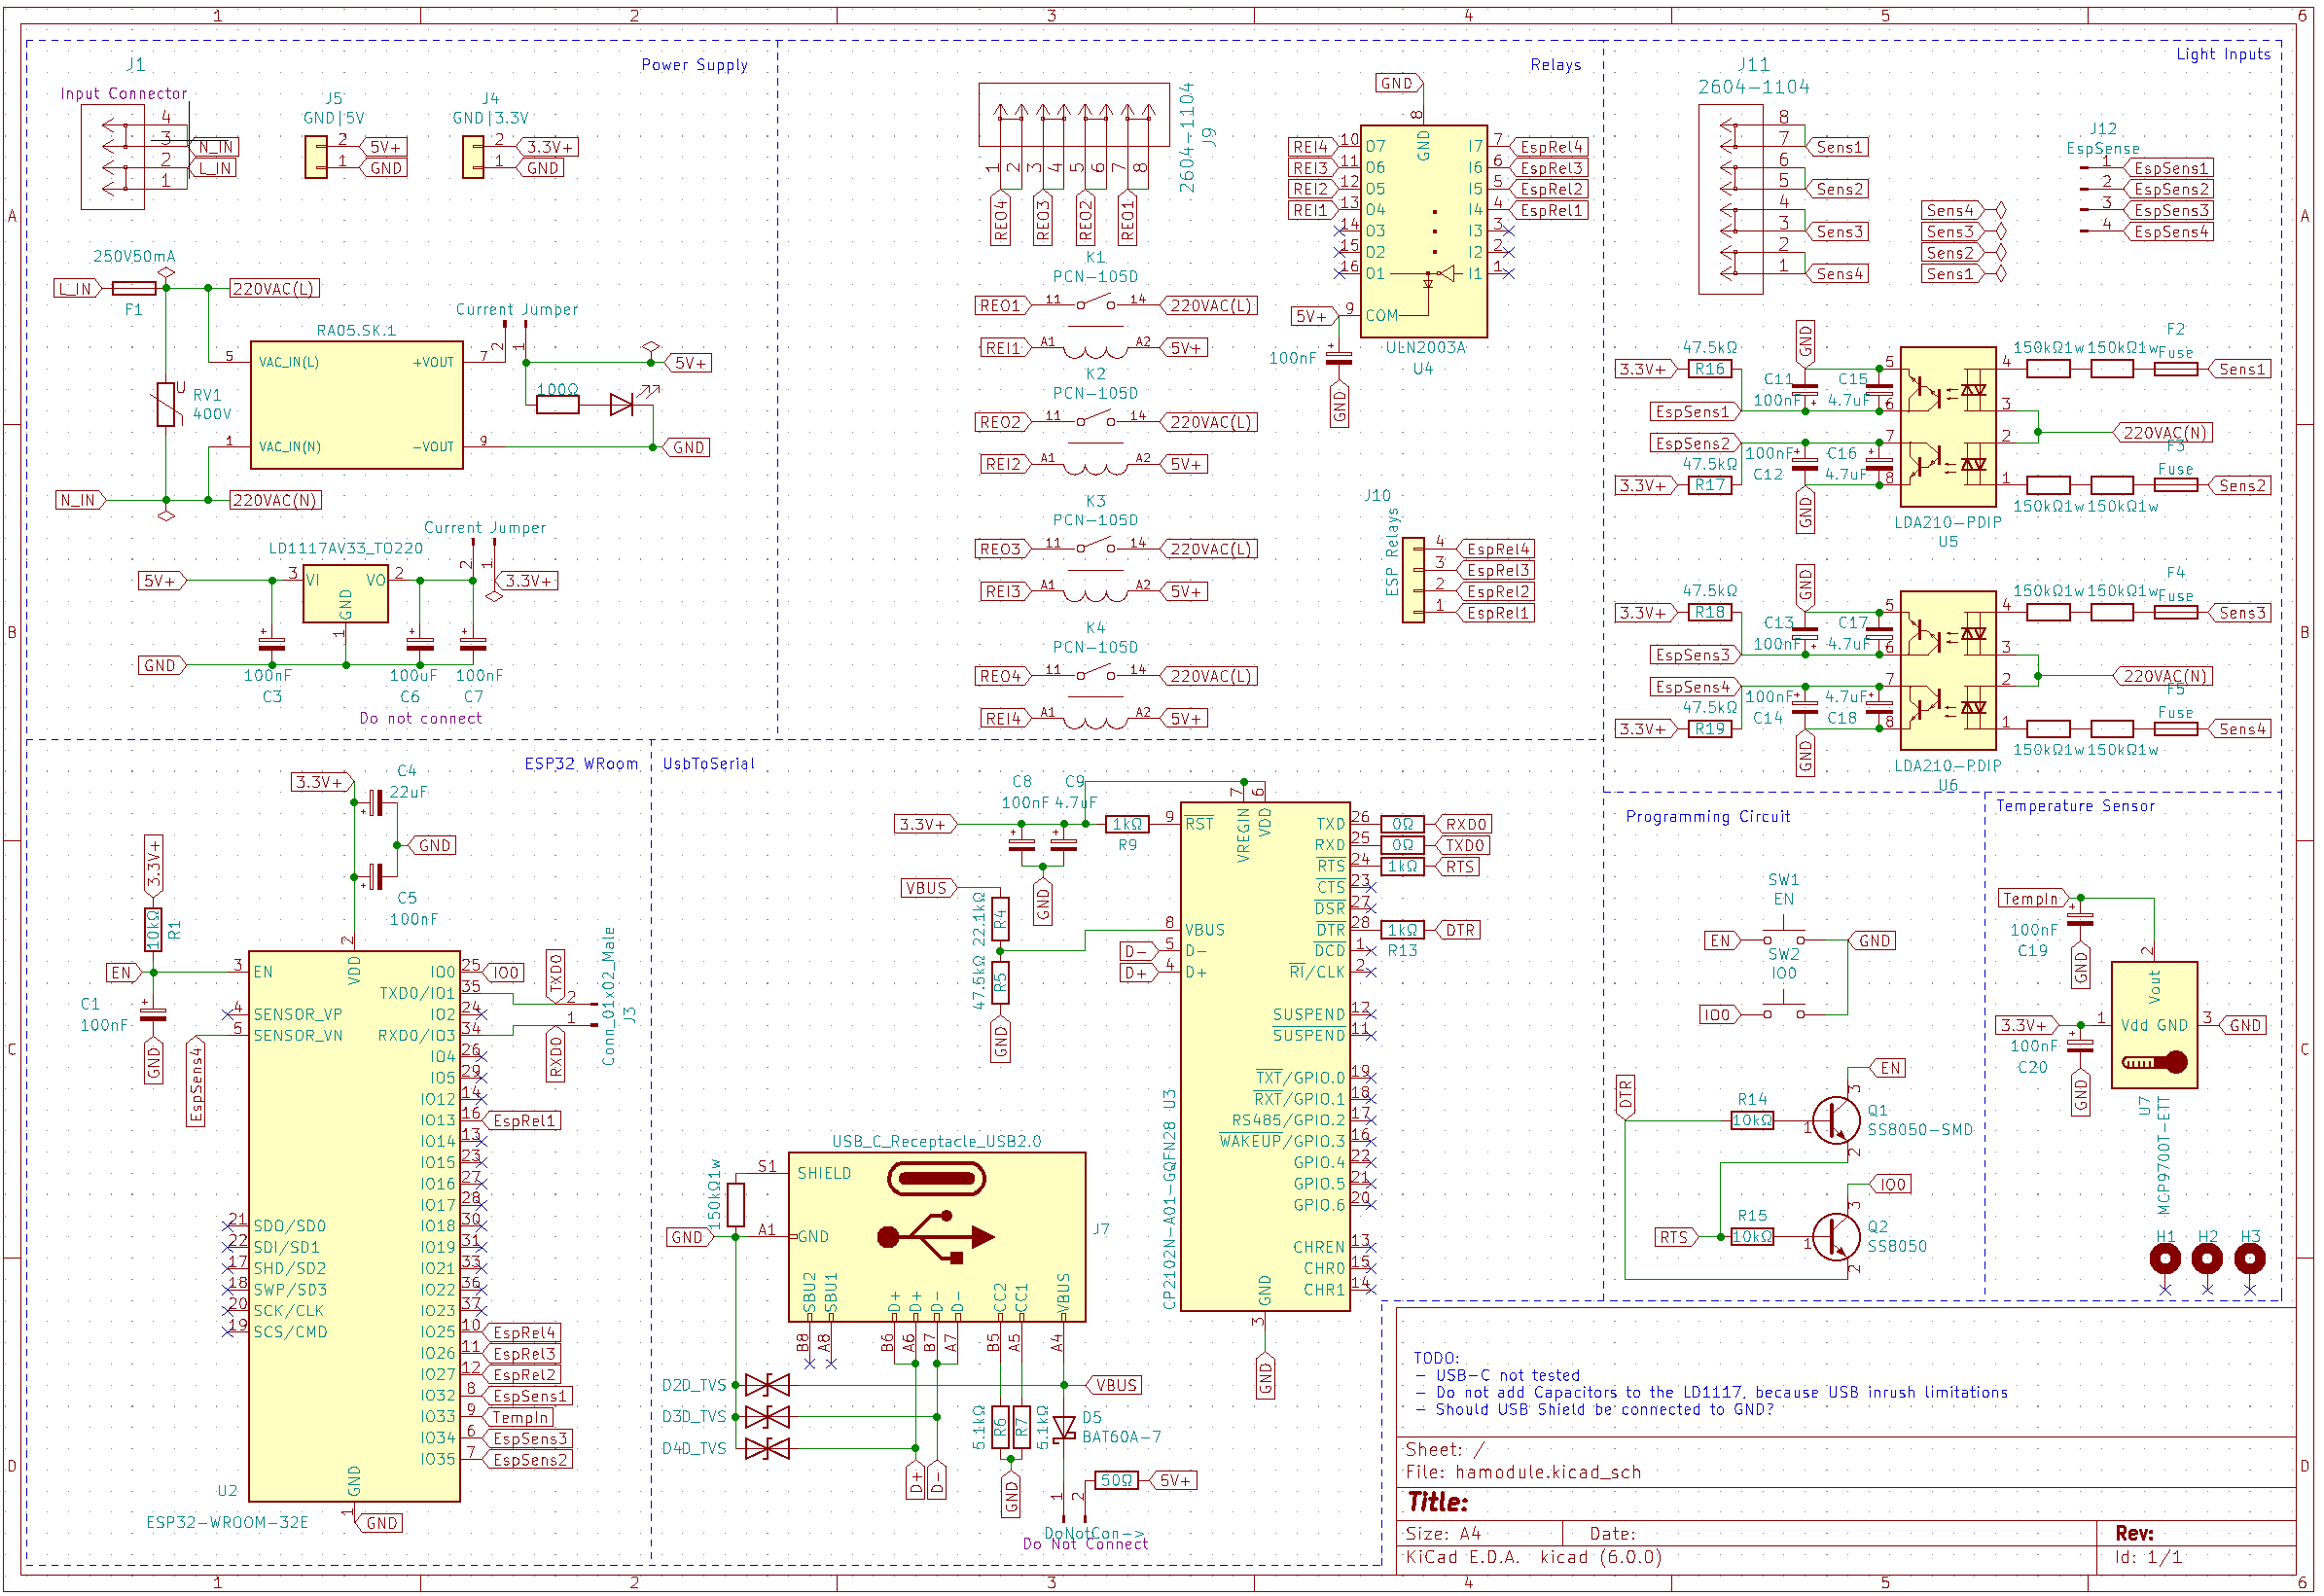 1 2 3 4 5 6
A
B
C
D
Power Supply
J1
Input Connector
4
3
2
1
N_IN
L_IN
J5
GND|5V
2 5V+
1 GND
J4
GND|3.3V
2 3.3V+
1 GND
250V50mA
L_IN
F1
220VAC(L)
RA05.SK.1
5 VAC_IN(L) +VOUT 7
1 VAC_IN(N) -VOUT 9
U
RV1
400V
Current Jumper
2 1
5V+
100Ω
GND
N_IN
220VAC(N)
Current Jumper
LD1117AV33_TO220
5V+
3 VI VO 2
GND
1
2 1
3.3V+
GND
100nF
C3
100uF
C6
100nF
C7
Do not connect
Relays
2604-1104
J9
1 2 3 4 5 6 7 8
REO4 REO3 REO2 REO1
K1
PCN-105D
REO1 11 14 220VAC(L)
REI1 A1 A2 5V+
K2
PCN-105D
REO2 11 14 220VAC(L)
REI2 A1 A2 5V+
K3
PCN-105D
REO3 11 14 220VAC(L)
REI3 A1 A2 5V+
K4
PCN-105D
REO4 11 14 220VAC(L)
REI4 A1 A2 5V+
GND
8
GND
REI4 10 O7 I7 7 EspRel4
REI3 11 O6 I6 6 EspRel3
REI2 12 O5 I5 5 EspRel2
REI1 13 O4 I4 4 EspRel1
14 O3 I3 3
15 O2 I2 2
16 O1 I1 1
5V+ 9 COM
ULN2003A
U4
100nF
GND
J10
ESP Relays
4 EspRel4
3 EspRel3
2 EspRel2
1 EspRel1
Light Inputs
J11
2604-1104
8
7 Sens1
6
5 Sens2
4
3 Sens3
2
1 Sens4
J12
EspSense
1 EspSens1
2 EspSens2
3 EspSens3
4 EspSens4
Sens4
Sens3
Sens2
Sens1
GND
47.5kΩ
3.3V+ R16
C11
100nF
C15
4.7uF
EspSens1
EspSens2
47.5kΩ
3.3V+ R17
100nF
C12
C16
4.7uF
GND
5 4
6 3
7 2
8 1
LDA210-PDIP
U5
150kΩ1w 150kΩ1w
F2
Fuse
Sens1
220VAC(N)
F3
Fuse
Sens2
150kΩ1w 150kΩ1w
GND
47.5kΩ
3.3V+ R18
C13
100nF
C17
4.7uF
EspSens3
EspSens4
47.5kΩ
3.3V+ R19
100nF
C14
4.7uF
C18
GND
5 4
6 3
7 2
8 1
LDA210-PDIP
U6
150kΩ1w 150kΩ1w
F4
Fuse
Sens3
220VAC(N)
F5
Fuse
Sens4
150kΩ1w 150kΩ1w
ESP32 WRoom
3.3V+
C4
22uF
GND
C5
100nF
3.3V+
10kΩ
R1
EN
C1
100nF
GND
EspSens4
2
VDD
3 EN
4 SENSOR_VP
5 SENSOR_VN
21 SDO/SD0
22 SDI/SD1
17 SHD/SD2
18 SWP/SD3
20 SCK/CLK
19 SCS/CMD
IO0 25 IO0
TXD0/IO1 35
IO2 24
RXD0/IO3 34
IO4 26
IO5 29
IO12 14
IO13 16 EspRel1
IO14 13
IO15 23
IO16 27
IO17 28
IO18 30
IO19 31
IO21 33
IO22 36
IO23 37
IO25 10 EspRel4
IO26 11 EspRel3
IO27 12 EspRel2
IO32 8 EspSens1
IO33 9 TempIn
IO34 6 EspSens3
IO35 7 EspSens2
GND
1 GND
U2
ESP32-WROOM-32E
TXD0
2
1
RXD0
Conn_01x02_Male
J3
UsbToSerial
C8
100nF
C9
4.7uF
3.3V+
1kΩ
R9
GND
VBUS
22.1kΩ R4
47.5kΩ R5
GND
D-
D+
7 6
VREGIN VDD
9 RST
8 VBUS
5 D-
4 D+
TXD 26 0Ω RXD0
RXD 25 0Ω TXD0
RTS 24 1kΩ RTS
CTS 23
DSR 27
DTR 28 1kΩ DTR
DCD 1 R13
RI/CLK 2
SUSPEND 12
SUSPEND 11
TXT/GPIO.0 19
RXT/GPIO.1 18
RS485/GPIO.2 17
WAKEUP/GPIO.3 16
GPIO.4 22
GPIO.5 21
GPIO.6 20
CHREN 13
CHR0 15
CHR1 14
GND
3
GND
CP2102N-A01-GQFN28 U3
USB_C_Receptacle_USB2.0
150kΩ1w
S1 SHIELD
GND A1 GND
J7
SBU2 SBU1 D+ D+ D- D- CC2 CC1 VBUS
B8 A8 B6 A6 B7 A7 B5 A5 A4
D2D_TVS
D3D_TVS
D4D_TVS
VBUS
5.1kΩ R6 R7 5.1kΩ
D5
BAT60A-7
D+ D- GND
50Ω 5V+
1 2
DoNotCon->
Do Not Connect
Programming Circuit
SW1
EN
EN GND
SW2
IO0
IO0
DTR
R14
10kΩ
EN
3
1
2
Q1
SS8050-SMD
RTS
R15
10kΩ
IO0
3
1
2
Q2
SS8050
Temperature Sensor
TempIn
100nF
C19
GND
2
Vout
3.3V+ 1 Vdd GND 3 GND
100nF
C20
GND
U7
MCP9700T-ETT
H1 H2 H3
TODO:
- USB-C not tested
- Do not add Capacitors to the LD1117, because USB inrush limitations
- Should USB Shield be connected to GND?
Sheet: /
File: hamodule.kicad_sch
Title:
Size: A4 Date: Rev:
KiCad E.D.A. kicad (6.0.0) Id: 1/1
1 2 3 4 5 6